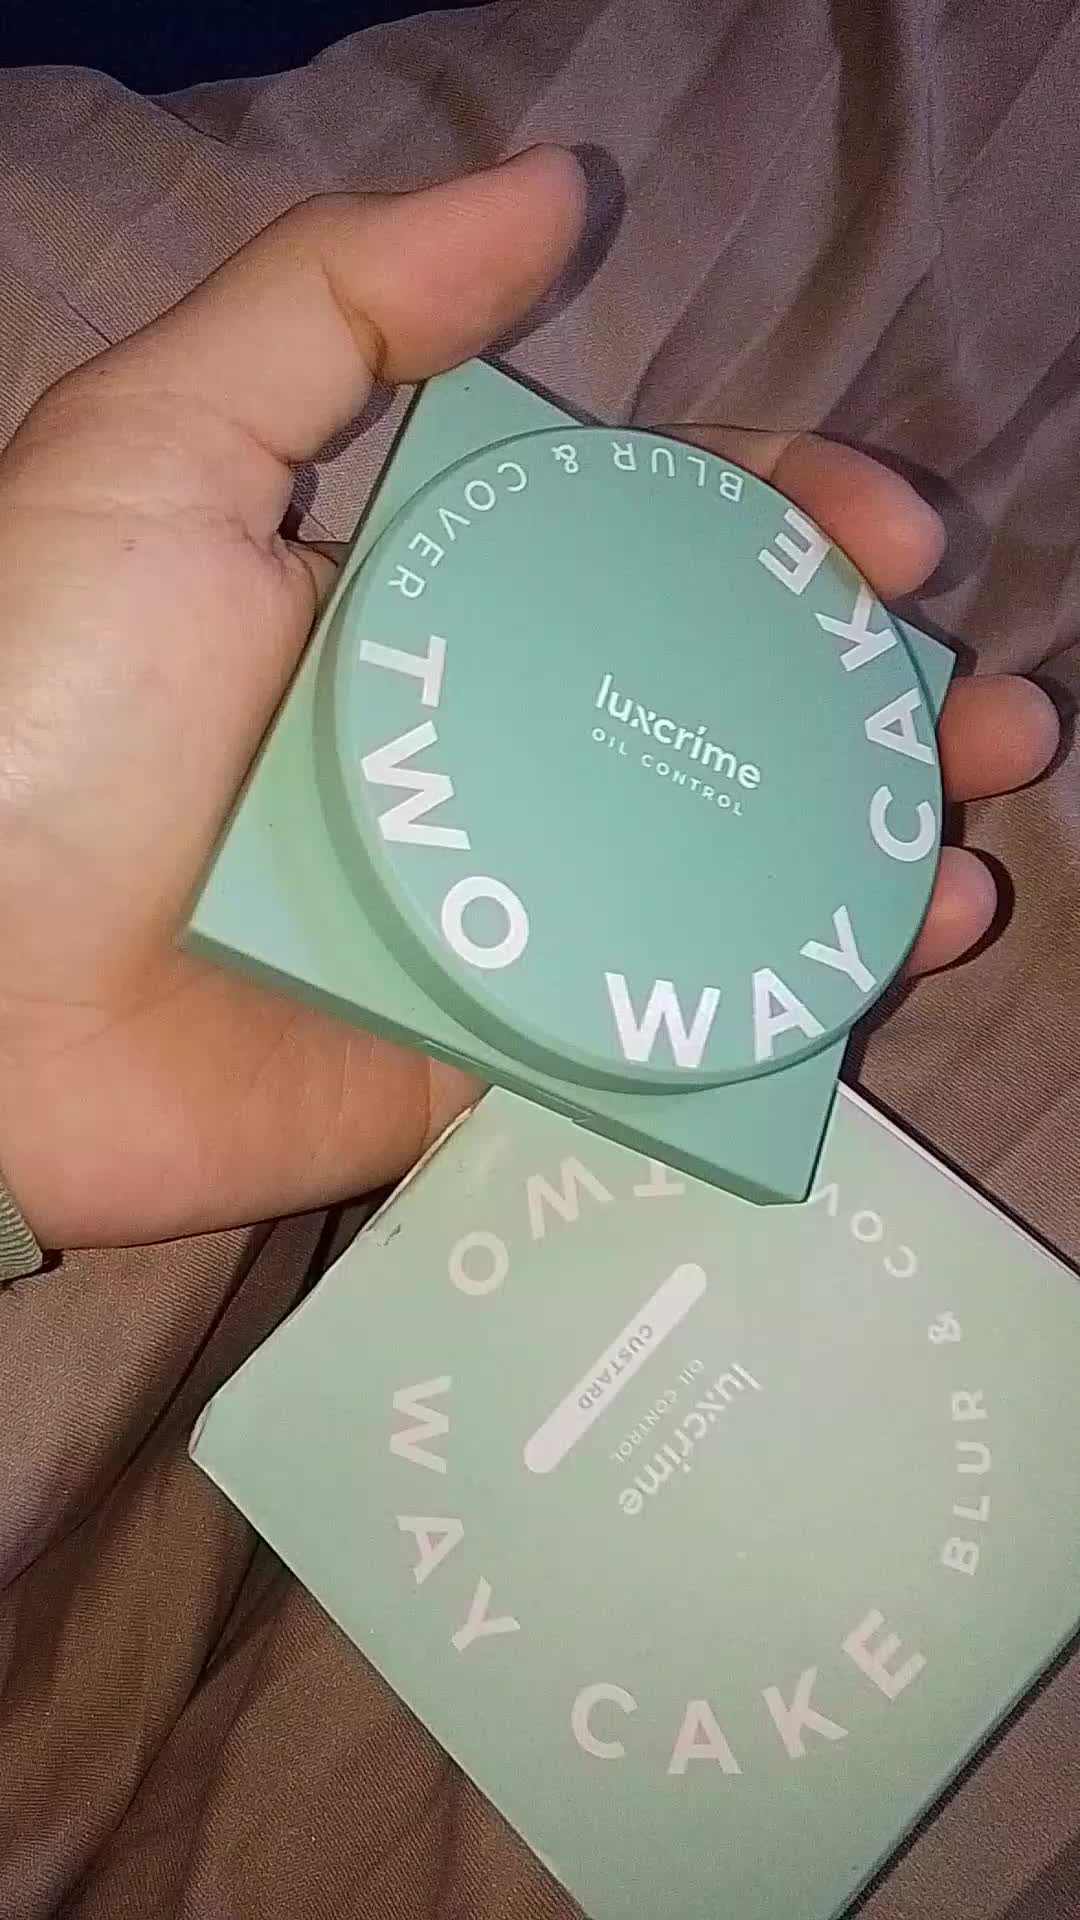 BLUR & COVER
TWO WAY CAKE
luxcrime
OIL CONTROL
TWO WAY CAKE
BLUR & COV
CUSTARD
luxcrime
OIL CONTROL